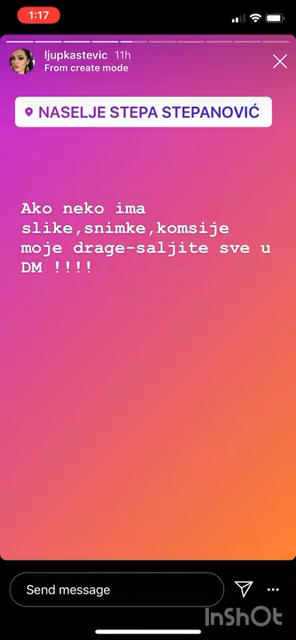 1:17
ljupkastevic 11h
From create mode
NASELJE STEPA STEPANOVIĆ
Ako neko ima
slike,snimke,komsije
moje drage-saljite sve u
DM !!!!
Send message
InShOt